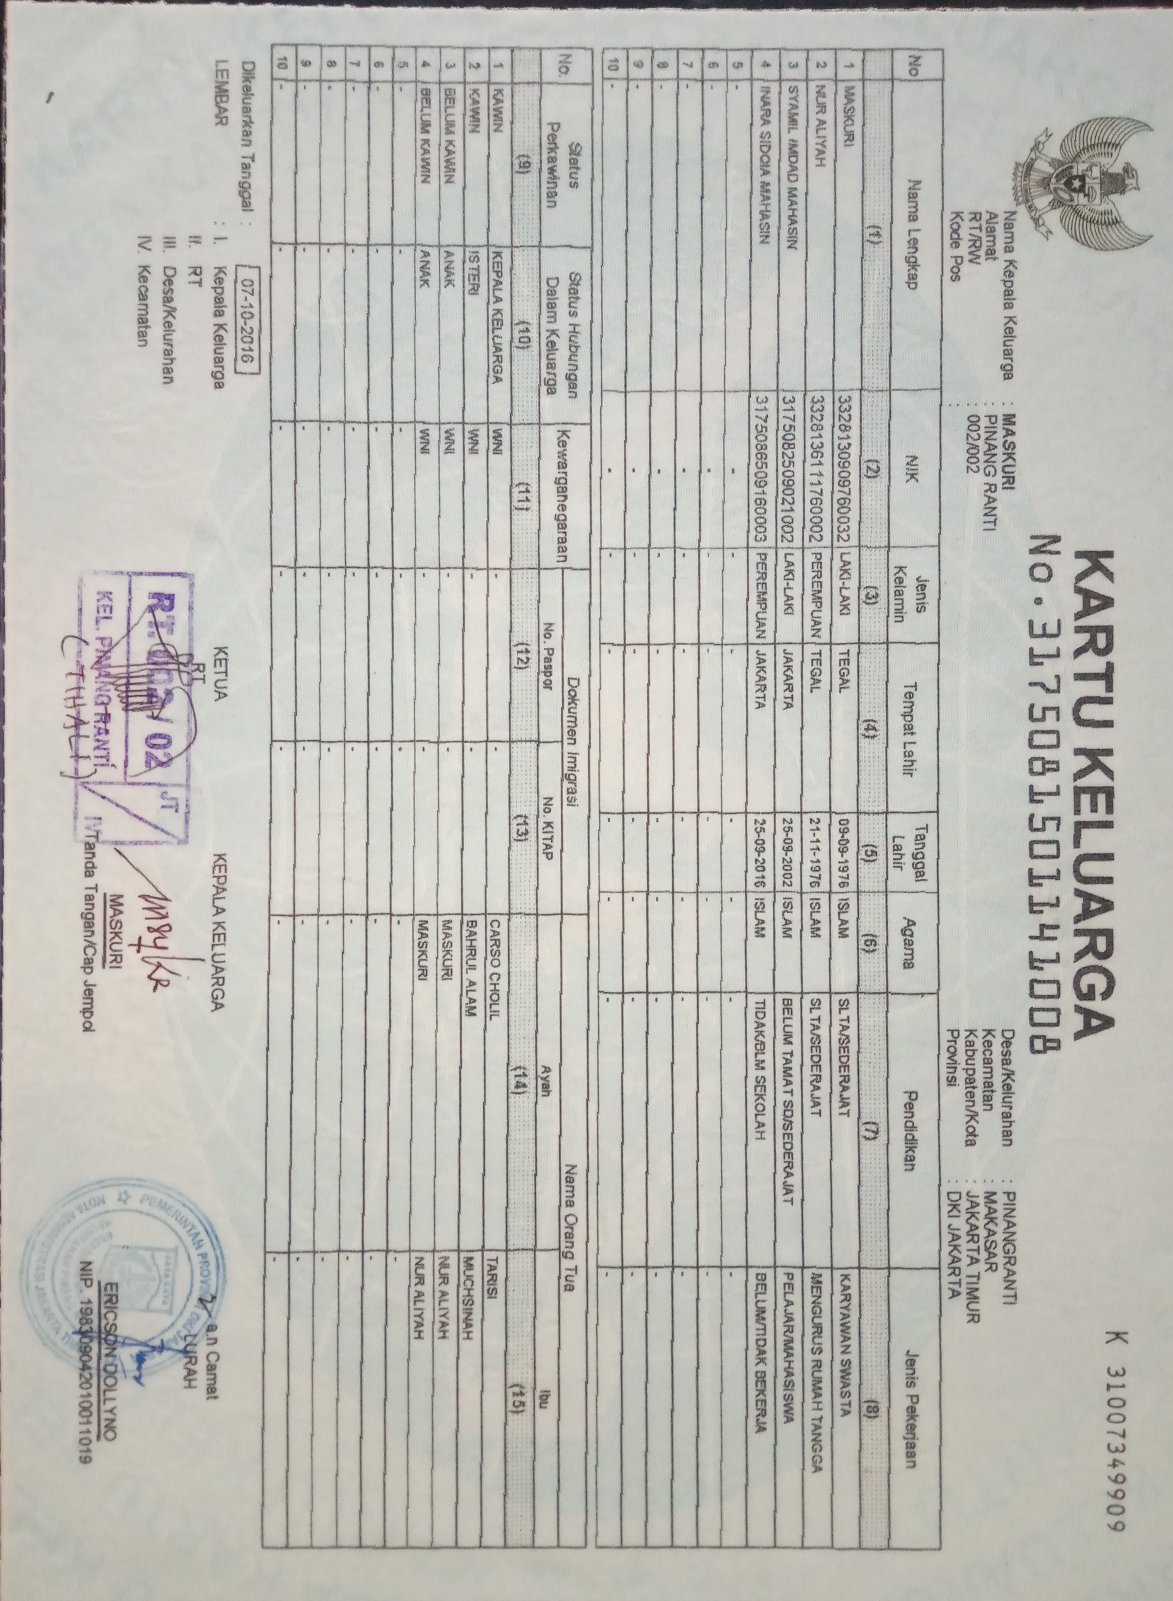 K 31007349909
KARTU KELUARGA
No.3175081501141008
Nama Kepala Keluarga : MASKURI Desa/Kelurahan : PINANGRANTI
Alamat : PINANG RANTI Kecamatan : MAKASAR
RT/RW : 002/002 Kabupaten/Kota : JAKARTA TIMUR
Kode Pos : Provinsi : DKI JAKARTA
No Nama Lengkap NIK Jenis Kelamin Tempat Lahir Tanggal Lahir Agama Pendidikan Jenis Pekerjaan
(1) (2) (3) (4) (5) (6) (7) (8)
1 MASKURI 3328130909760032 LAKI-LAKI TEGAL 09-09-1976 ISLAM SLTA/SEDERAJAT KARYAWAN SWASTA
2 NUR ALIYAH 3328136111760002 PEREMPUAN TEGAL 21-11-1976 ISLAM SLTA/SEDERAJAT MENGURUS RUMAH TANGGA
3 SYAMIL IMDAD MAHASIN 3175082509021002 LAKI-LAKI JAKARTA 25-09-2002 ISLAM BELUM TAMAT SD/SEDERAJAT PELAJAR/MAHASISWA
4 INARA SIDQIA MAHASIN 3175086509160003 PEREMPUAN JAKARTA 25-09-2016 ISLAM TIDAK/BLM SEKOLAH BELUM/TIDAK BEKERJA
5 - - - - - - - -
6 - - - - - - - -
7 - - - - - - - -
8 - - - - - - - -
9 - - - - - - - -
10 - - - - - - - -
No. Status Perkawinan Status Hubungan Dalam Keluarga Kewarganegaraan Dokumen Imigrasi Nama Orang Tua
No. Paspor No. KITAP Ayah Ibu
(9) (10) (11) (12) (13) (14) (15)
1 KAWIN KEPALA KELUARGA WNI - - CARSO CHOLIL TARISI
2 KAWIN ISTERI WNI - - BAHRUL ALAM MUCHSINAH
3 BELUM KAWIN ANAK WNI - - MASKURI NUR ALIYAH
4 BELUM KAWIN ANAK WNI - - MASKURI NUR ALIYAH
5 - - - - - - -
6 - - - - - - -
7 - - - - - - -
8 - - - - - - -
9 - - - - - - -
10 - - - - - - -
Dikeluarkan Tanggal : 07-10-2016
LEMBAR : I. Kepala Keluarga
II. RT
III. Desa/Kelurahan
IV. Kecamatan
KETUA
RT
RT. 002 / 02 JT
KEL. PINANG RANTI IV
(TIHALI)
KEPALA KELUARGA
MASKURI
Tanda Tangan/Cap Jempol
a.n Camat
LURAH
PEMERINTAH PROVINSI DKI JAKARTA
JAYA RAYA
KOTA ADMINISTRASI JAKARTA TIMUR
ERICSON DOLLYNO
NIP. 198309042010011019